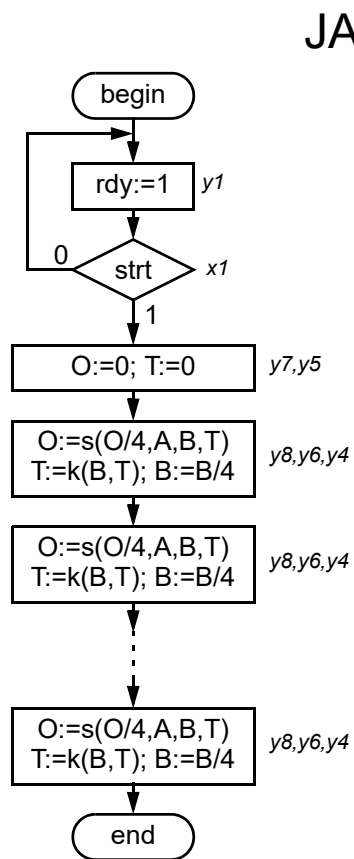 JA
begin
rdy:=1 y1
0 strt x1
1
O:=0; T:=0 y7,y5
O:=s(O/4,A,B,T)
T:=k(B,T); B:=B/4 y8,y6,y4
O:=s(O/4,A,B,T)
T:=k(B,T); B:=B/4 y8,y6,y4
O:=s(O/4,A,B,T)
T:=k(B,T); B:=B/4 y8,y6,y4
end